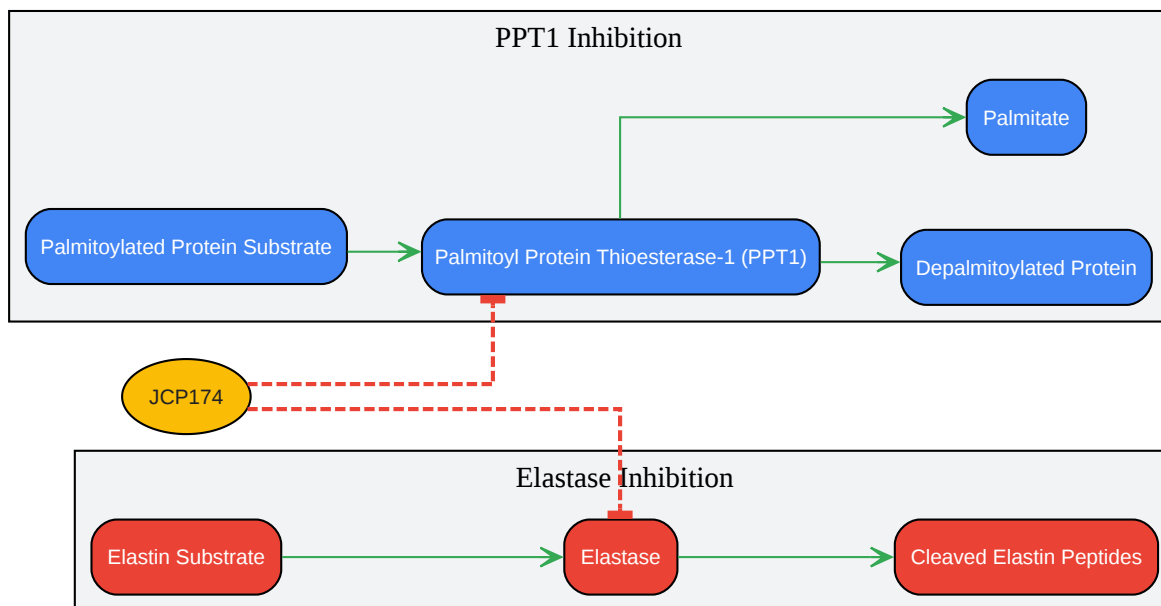 PPT1 Inhibition
Palmitate
Palmitoylated Protein Substrate
Palmitoyl Protein Thioesterase-1 (PPT1)
Depalmitoylated Protein
JCP174
Elastase Inhibition
Elastin Substrate
Elastase
Cleaved Elastin Peptides